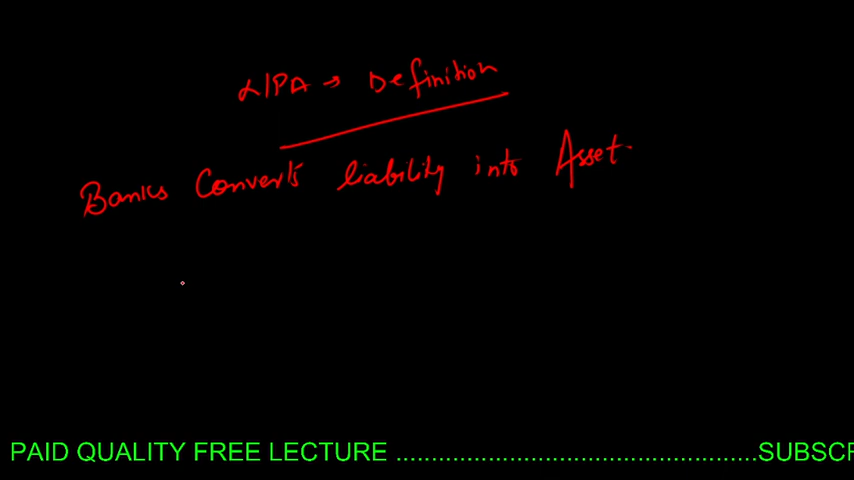 NPA → Definition
Banks Converts liability into Asset.
PAID QUALITY FREE LECTURE ..................................................SUBSCR